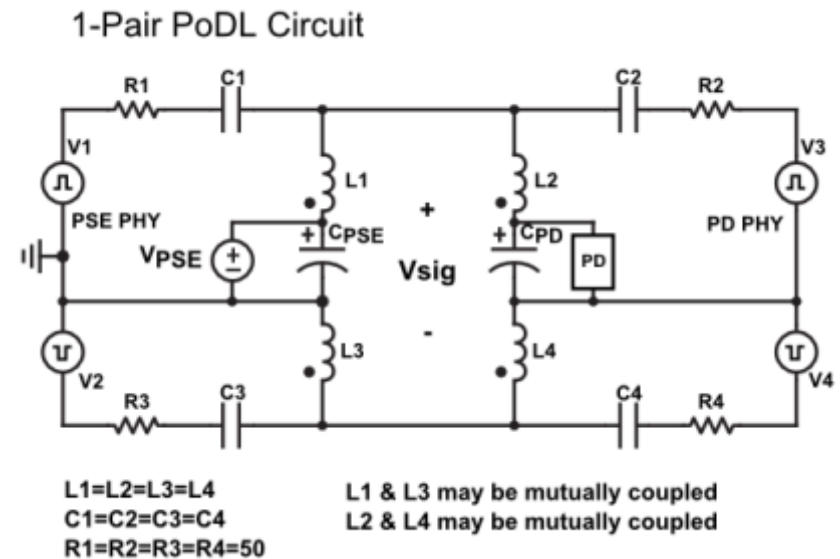 1-Pair PoDL Circuit
C1
C2
R1
R2
V1
V3
L1
L2
+
PSE PHY
+ CPSE
+ CPD
PD PHY
VPSE
+
−
PD
Vsig
-
L3
L4
V2
V4
C3
C4
R3
R4
L1=L2=L3=L4
L1 & L3 may be mutually coupled
C1=C2=C3=C4
L2 & L4 may be mutually coupled
R1=R2=R3=R4=50